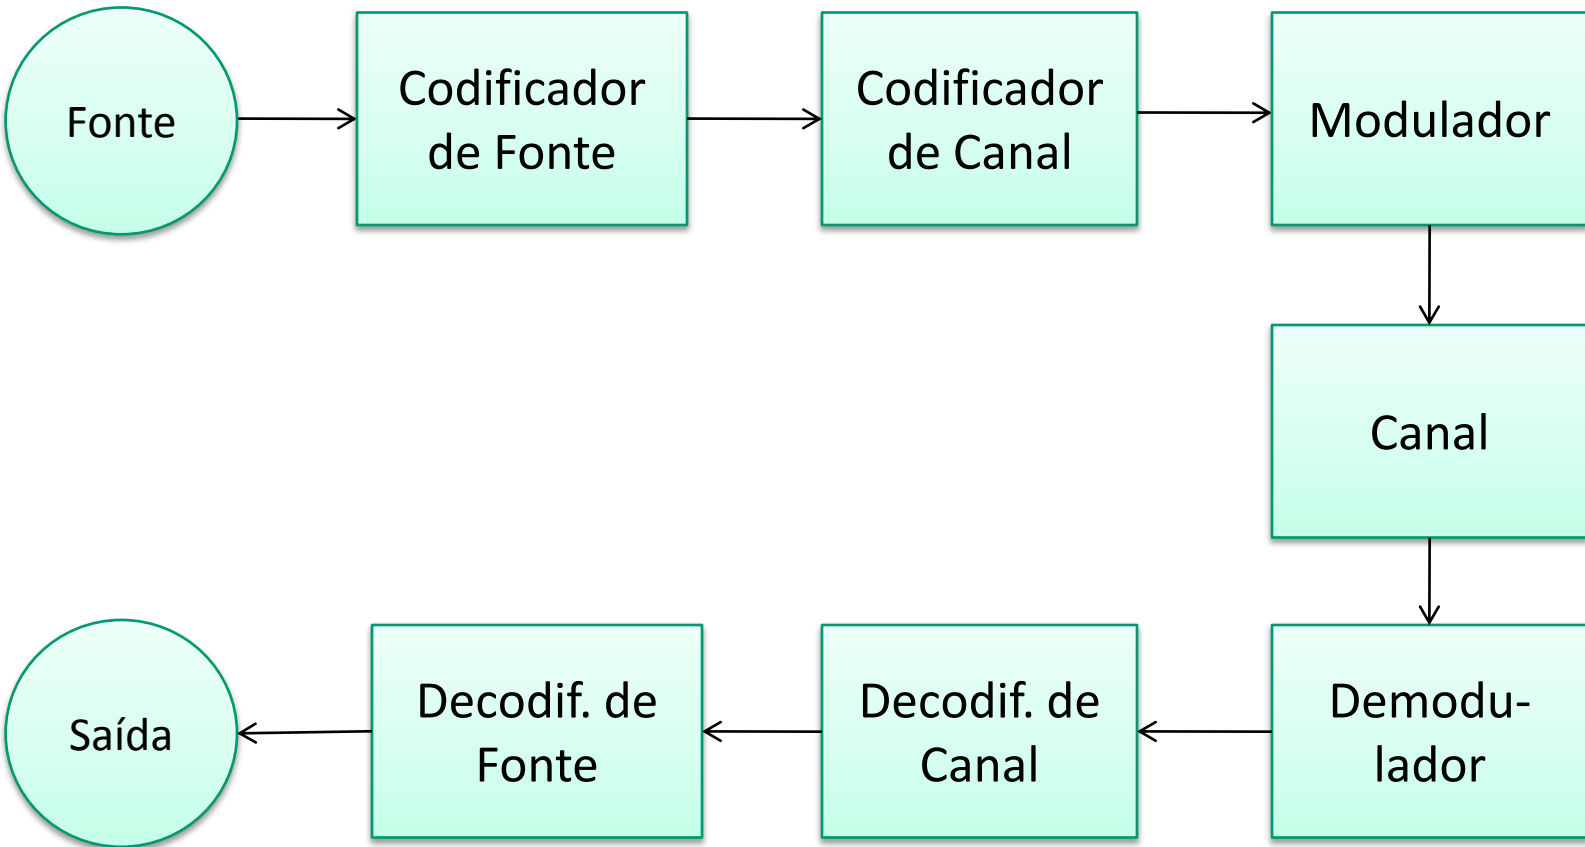 Fonte
Codificador
de Fonte
Codificador
de Canal
Modulador
Canal
Demodu-
lador
Decodif. de
Canal
Decodif. de
Fonte
Saída